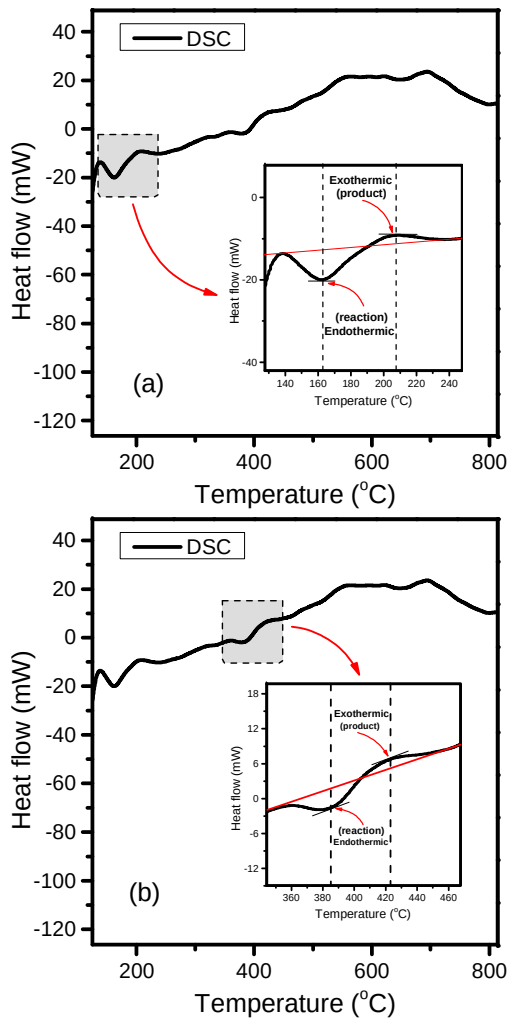 DSC
40
20
0
-20
-40
-60
-80
-100
-120
Heat flow (mW)
200
400
600
800
Temperature (°C)
(a)
Exothermic
(product)
(reaction)
Endothermic
0
-20
-40
Heat flow (mW)
140
160
180
200
220
240
Temperature (°C)
DSC
40
20
0
-20
-40
-60
-80
-100
-120
Heat flow (mW)
200
400
600
800
Temperature (°C)
(b)
Exothermic
(product)
(reaction)
Endothermic
18
12
6
0
-6
-12
Heat flow (mW)
360
380
400
420
440
460
Temperature (°C)